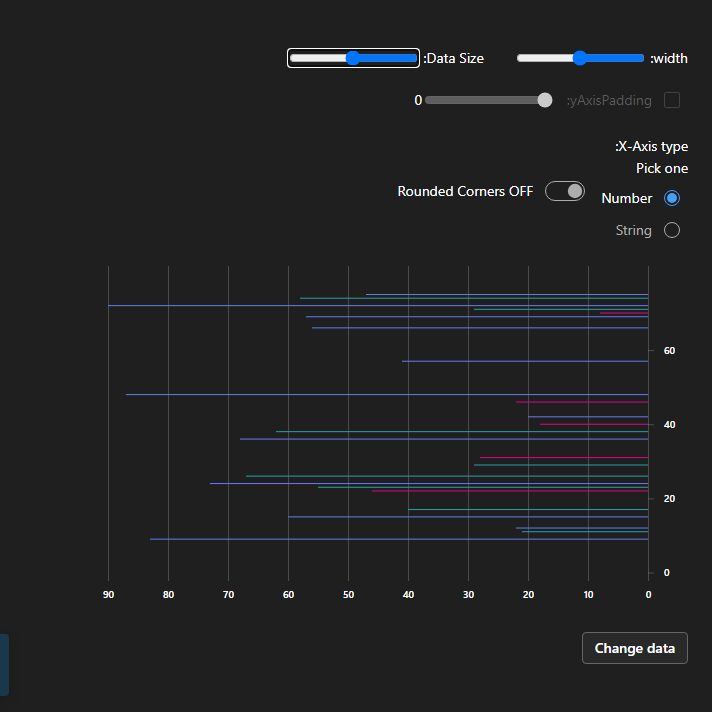 :width
:Data Size
:yAxisPadding
0
:X-Axis type
Pick one
Number
Rounded Corners OFF
String
60
40
20
0
90 80 70 60 50 40 30 20 10 0
Change data